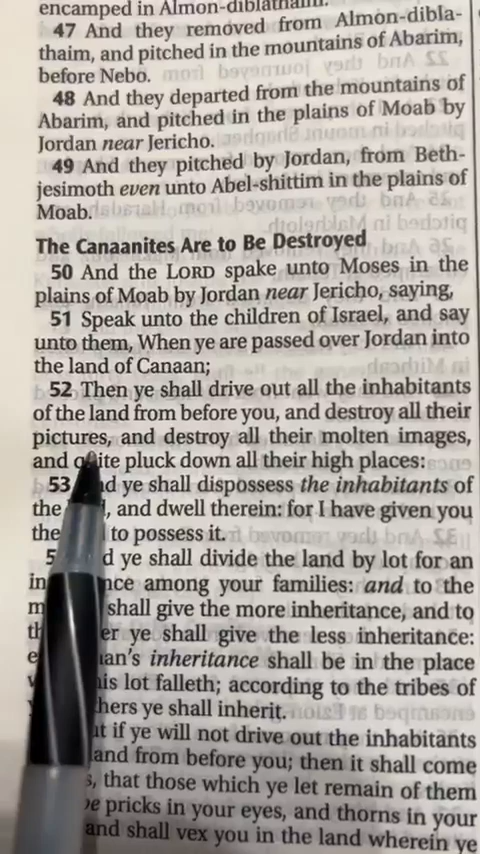 encamped in Almon-diblathaim.
47 And they removed from Almon-dibla-
thaim, and pitched in the mountains of Abarim,
before Nebo.
48 And they departed from the mountains of
Abarim, and pitched in the plains of Moab by
Jordan near Jericho.
49 And they pitched by Jordan, from Beth-
jesimoth even unto Abel-shittim in the plains of
Moab.
The Canaanites Are to Be Destroyed
50 And the LORD spake unto Moses in the
plains of Moab by Jordan near Jericho, saying,
51 Speak unto the children of Israel, and say
unto them, When ye are passed over Jordan into
the land of Canaan;
52 Then ye shall drive out all the inhabitants
of the land from before you, and destroy all their
pictures, and destroy all their molten images,
and quite pluck down all their high places:
53 And ye shall dispossess the inhabitants of
the , and dwell therein: for I have given you
the to possess it.
ye shall divide the land by lot for an
among your families: and to the
shall give the more inheritance, and to
ye shall give the less inheritance:
man's inheritance shall be in the place
his lot falleth; according to the tribes of
ye shall inherit.
if ye will not drive out the inhabitants
land from before you; then it shall come
that those which ye let remain of them
pricks in your eyes, and thorns in your
and shall vex you in the land wherein ye